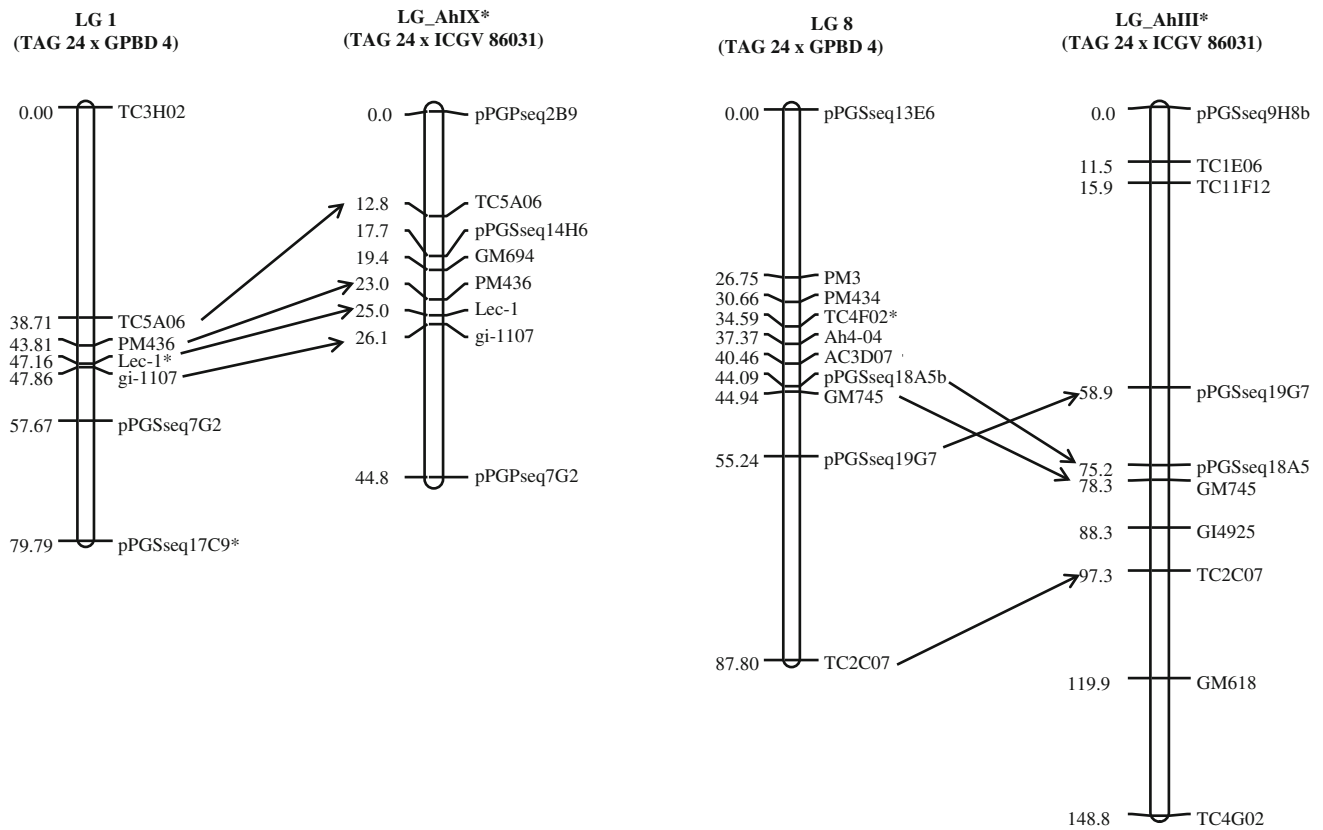 LG 1
(TAG 24 x GPBD 4)
0.00 TC3H02
38.71 TC5A06
43.81 PM436
47.16 Lec-1*
47.86 gi-1107
57.67 pPGSseq7G2
79.79 pPGSseq17C9*
LG_AhIX*
(TAG 24 x ICGV 86031)
0.0 pPGPseq2B9
12.8 TC5A06
17.7 pPGSseq14H6
19.4 GM694
23.0 PM436
25.0 Lec-1
26.1 gi-1107
44.8 pPGPseq7G2
LG 8
(TAG 24 x GPBD 4)
0.00 pPGSseq13E6
26.75 PM3
30.66 PM434
34.59 TC4F02*
37.37 Ah4-04
40.46 AC3D07
44.09 pPGSseq18A5b
44.94 GM745
55.24 pPGSseq19G7
87.80 TC2C07
LG_AhIII*
(TAG 24 x ICGV 86031)
0.0 pPGSseq9H8b
11.5 TC1E06
15.9 TC11F12
58.9 pPGSseq19G7
75.2 pPGSseq18A5
78.3 GM745
88.3 GI4925
97.3 TC2C07
119.9 GM618
148.8 TC4G02